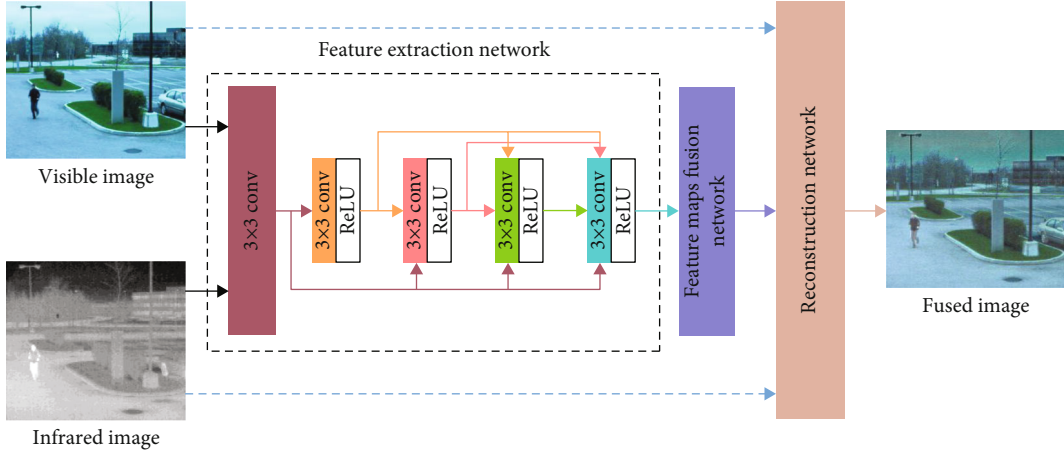 Feature extraction network
Visible image
Infrared image
3×3 conv
3×3 conv
ReLU
3×3 conv
ReLU
3×3 conv
ReLU
3×3 conv
ReLU
Feature maps fusion
network
Reconstruction network
Fused image